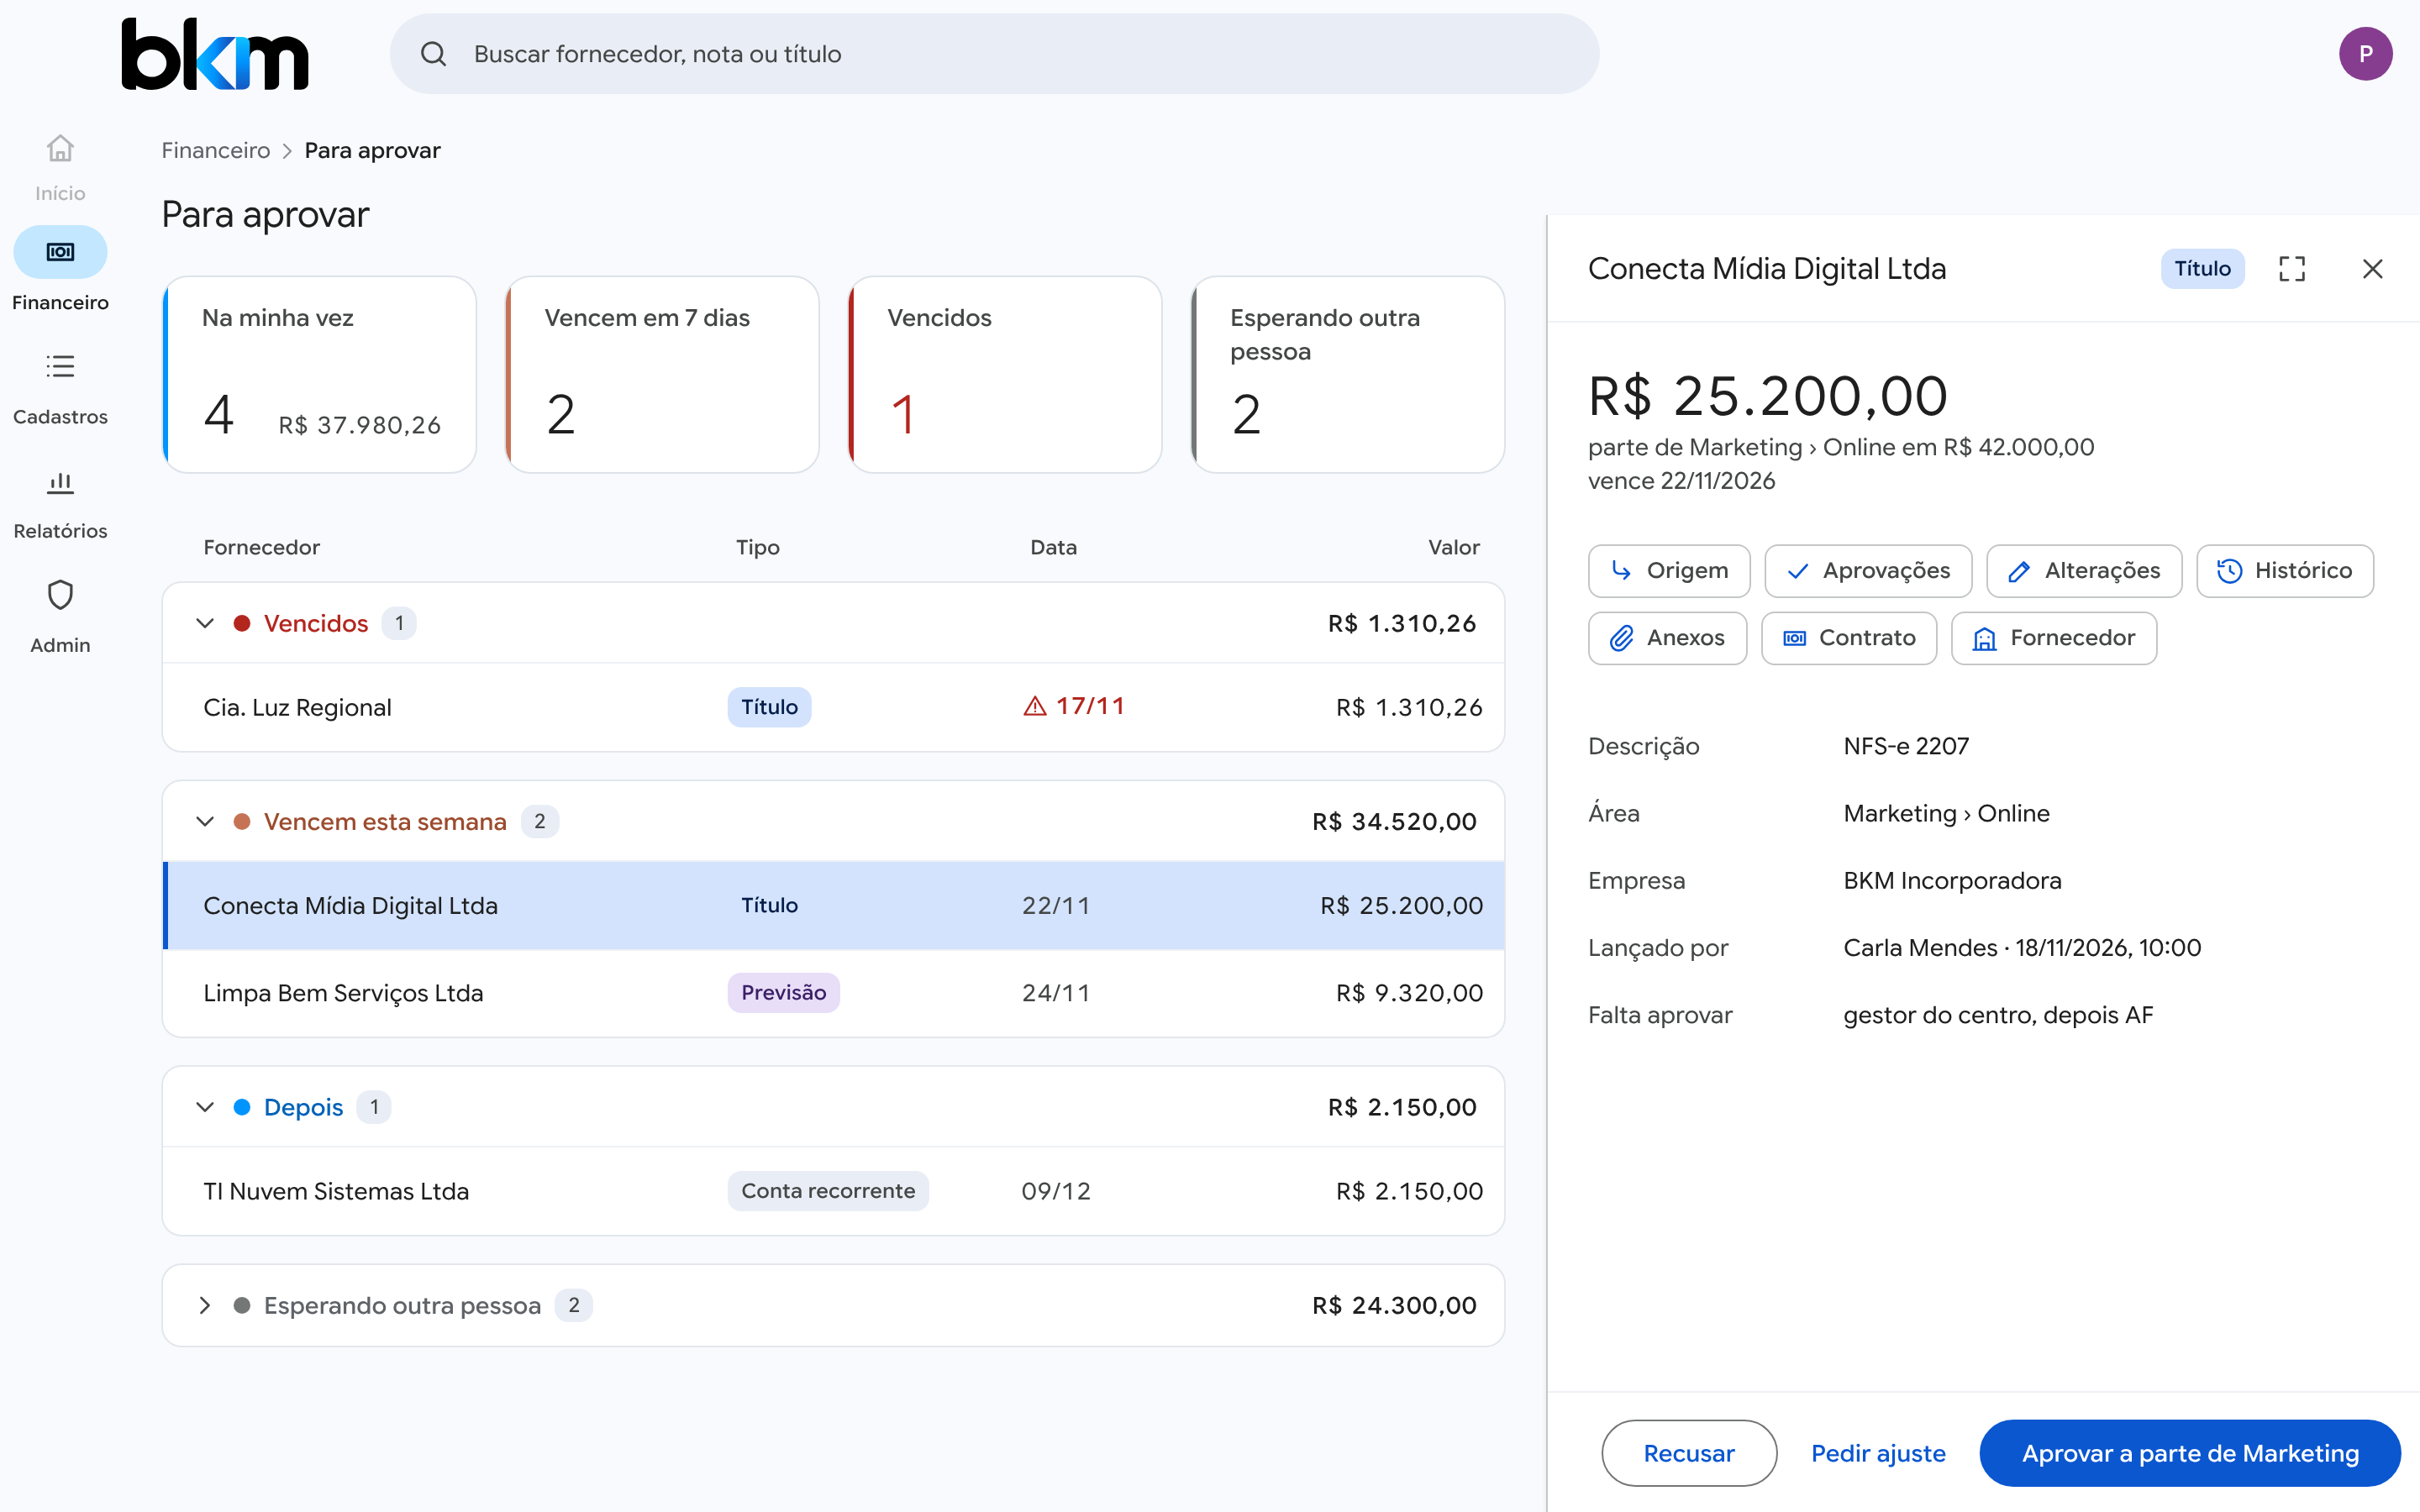 bkm
Buscar fornecedor, nota ou título
P
Início
Financeiro
Cadastros
Relatórios
Admin
Financeiro > Para aprovar
Para aprovar
Na minha vez
4 R$ 37.980,26
Vencem em 7 dias
2
Vencidos
1
Esperando outra
pessoa
2
Fornecedor Tipo Data Valor
Vencidos 1 R$ 1.310,26
Cia. Luz Regional Título 17/11 R$ 1.310,26
Vencem esta semana 2 R$ 34.520,00
Conecta Mídia Digital Ltda Título 22/11 R$ 25.200,00
Limpa Bem Serviços Ltda Previsão 24/11 R$ 9.320,00
Depois 1 R$ 2.150,00
TI Nuvem Sistemas Ltda Conta recorrente 09/12 R$ 2.150,00
Esperando outra pessoa 2 R$ 24.300,00
Conecta Mídia Digital Ltda Título
R$ 25.200,00
parte de Marketing › Online em R$ 42.000,00
vence 22/11/2026
Origem Aprovações Alterações Histórico
Anexos Contrato Fornecedor
Descrição NFS-e 2207
Área Marketing › Online
Empresa BKM Incorporadora
Lançado por Carla Mendes · 18/11/2026, 10:00
Falta aprovar gestor do centro, depois AF
Recusar Pedir ajuste Aprovar a parte de Marketing